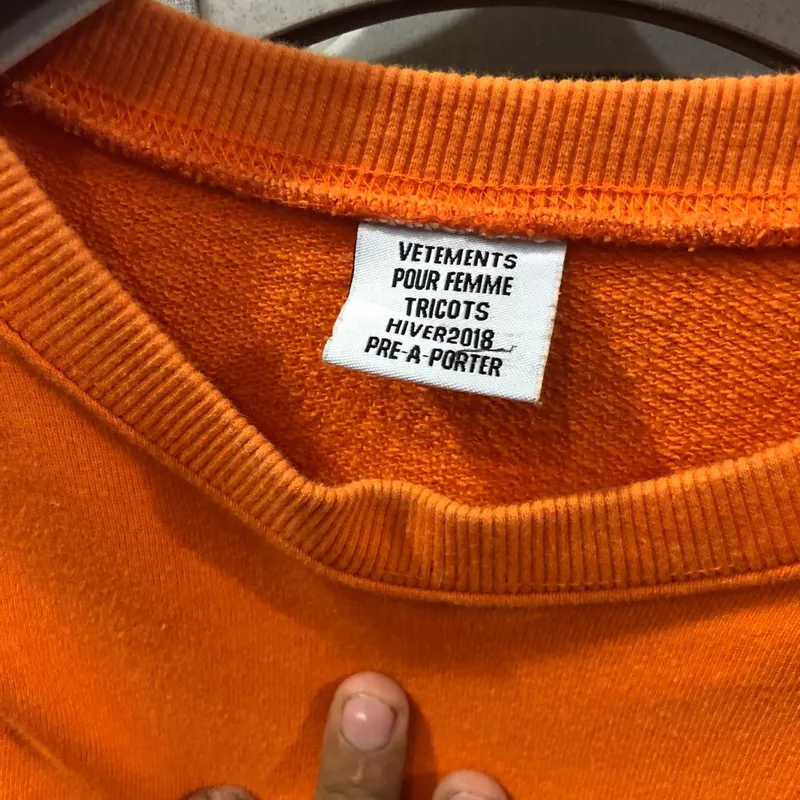 VETEMENTS
POUR FEMME
TRICOTS
HIVER2018
PRE-A-PORTER